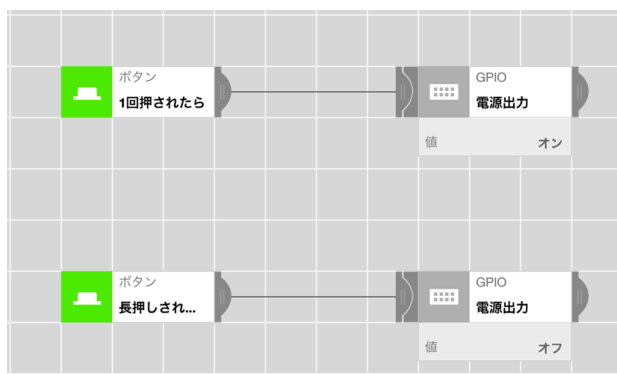 ボタン
1回押されたら
GPIO
電源出力
値 オン
ボタン
長押しされ...
GPIO
電源出力
値 オフ